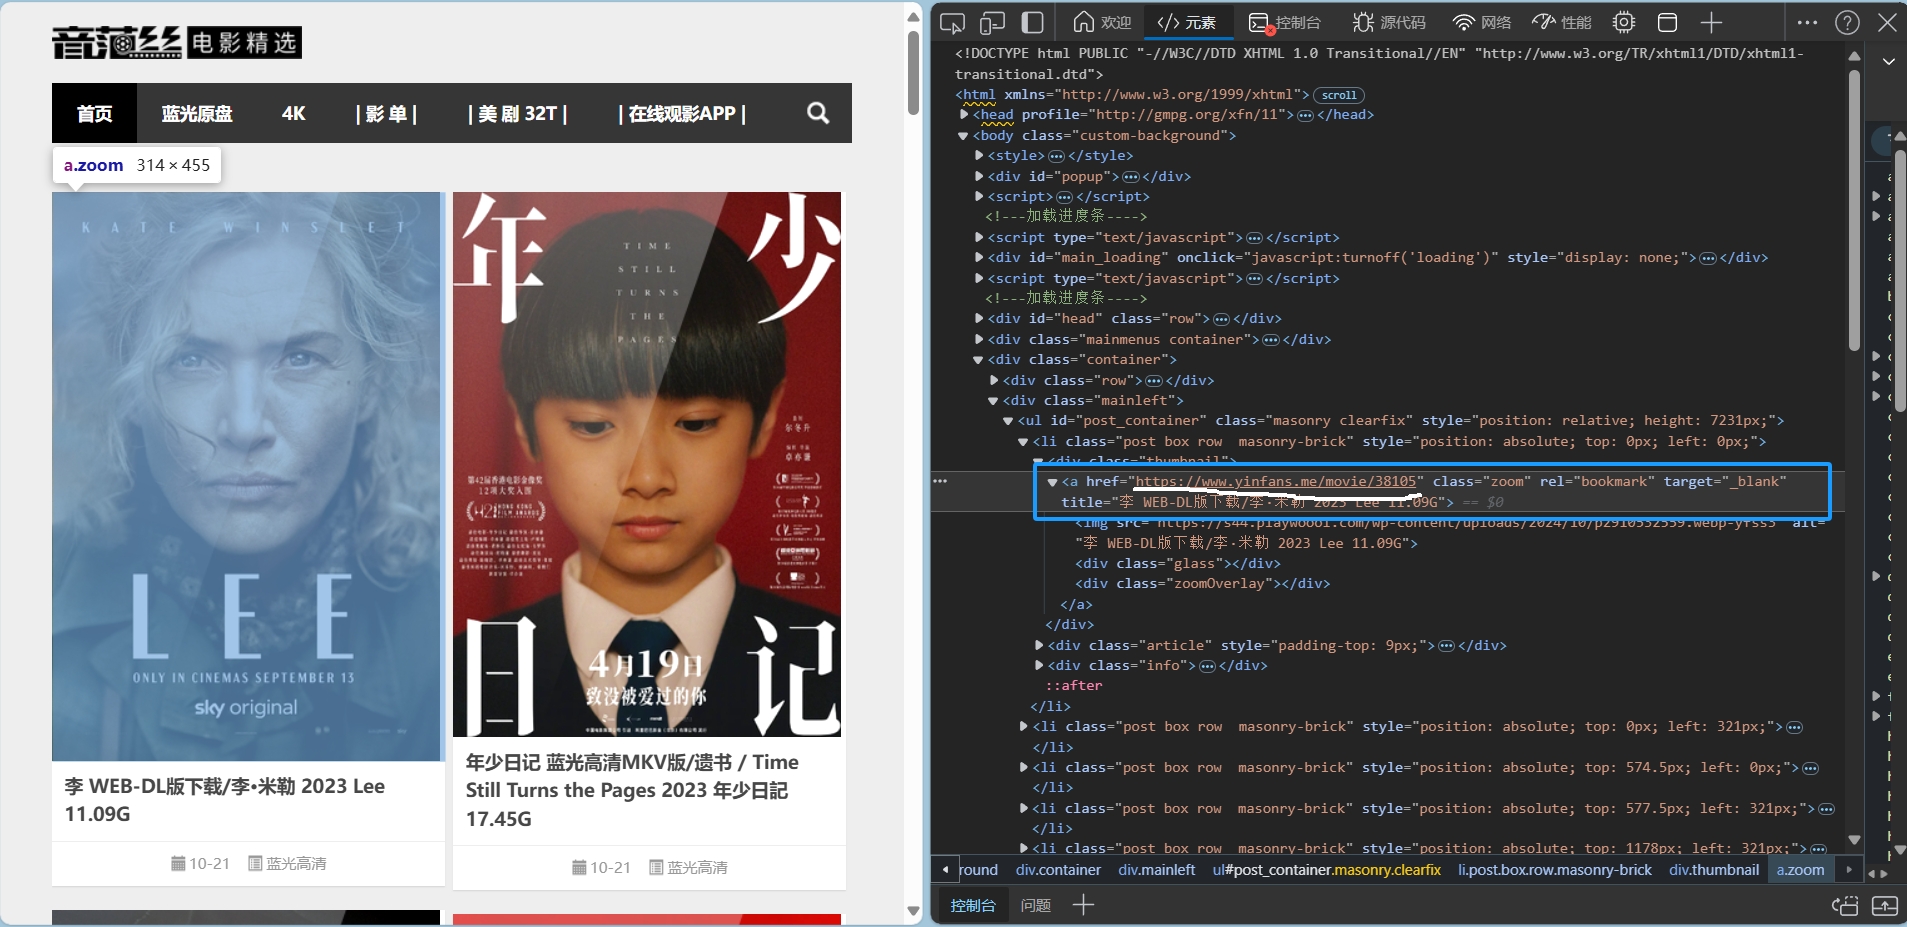 音范丝 电影精选
首页 蓝光原盘 4K | 影 单 | | 美 剧 32T | | 在线观影APP |
a.zoom 314 × 455
KATE WINSLET
LEE
ONLY IN CINEMAS SEPTEMBER 13
sky original
李 WEB-DL版下载/李·米勒 2023 Lee
11.09G
10-21 蓝光高清
年少
TIME
STILL
TURNS
THE
PAGES
第42届香港电影金像奖
12项大奖入围
日记
4月19日
致没被爱过的你
年少日记 蓝光高清MKV版/遗书 / Time
Still Turns the Pages 2023 年少日記
17.45G
10-21 蓝光高清
欢迎 </> 元素 控制台 源代码 网络 性能
<!DOCTYPE html PUBLIC "-//W3C//DTD XHTML 1.0 Transitional//EN" "http://www.w3.org/TR/xhtml1/DTD/xhtml1-
transitional.dtd">
<html xmlns="http://www.w3.org/1999/xhtml"> scroll
<head profile="http://gmpg.org/xfn/11"> … </head>
<body class="custom-background">
<style> … </style>
<div id="popup"> … </div>
<script> … </script>
<!---加载进度条---->
<script type="text/javascript"> … </script>
<div id="main_loading" onclick="javascript:turnoff('loading')" style="display: none;"> … </div>
<script type="text/javascript"> … </script>
<!---加载进度条---->
<div id="head" class="row"> … </div>
<div class="mainmenus container"> … </div>
<div class="container">
<div class="row"> … </div>
<div class="mainleft">
<ul id="post_container" class="masonry clearfix" style="position: relative; height: 7231px;">
<li class="post box row  masonry-brick" style="position: absolute; top: 0px; left: 0px;">
<div class="thumbnail">
<a href="https://www.yinfans.me/movie/38105" class="zoom" rel="bookmark" target="_blank"
title="李 WEB-DL版下载/李·米勒 2023 Lee 11.09G"> == $0
<img src="https://s44.playwoool.com/wp-content/uploads/2024/10/p2910532559.webp-yfss3" alt=
"李 WEB-DL版下载/李·米勒 2023 Lee 11.09G">
<div class="glass"></div>
<div class="zoomOverlay"></div>
</a>
</div>
<div class="article" style="padding-top: 9px;"> … </div>
<div class="info"> … </div>
::after
</li>
<li class="post box row  masonry-brick" style="position: absolute; top: 0px; left: 321px;"> …
</li>
<li class="post box row  masonry-brick" style="position: absolute; top: 574.5px; left: 0px;"> …
</li>
<li class="post box row  masonry-brick" style="position: absolute; top: 577.5px; left: 321px;"> …
</li>
<li class="post box row  masonry-brick" style="position: absolute; top: 1178px; left: 321px;"> …
round div.container div.mainleft ul#post_container.masonry.clearfix li.post.box.row.masonry-brick div.thumbnail a.zoom
控制台 问题